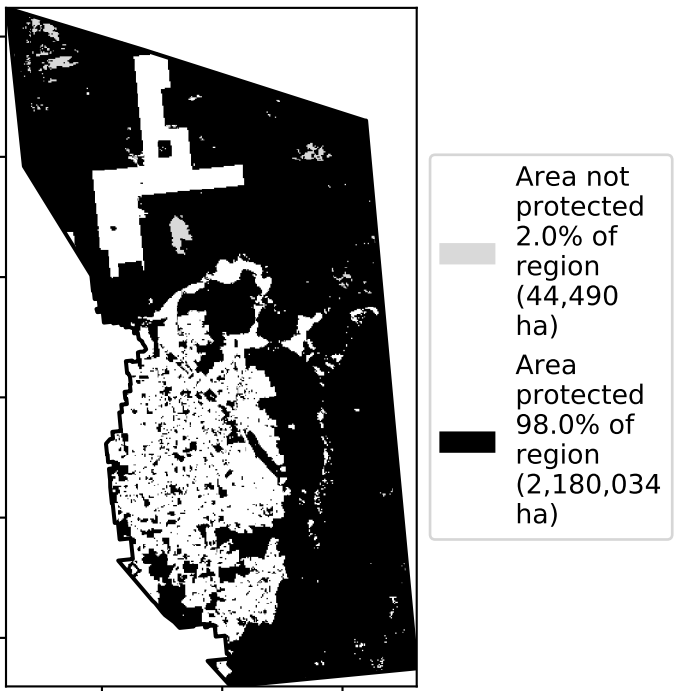 Area not
protected
2.0% of
region
(44,490
ha)
Area
protected
98.0% of
region
(2,180,034
ha)